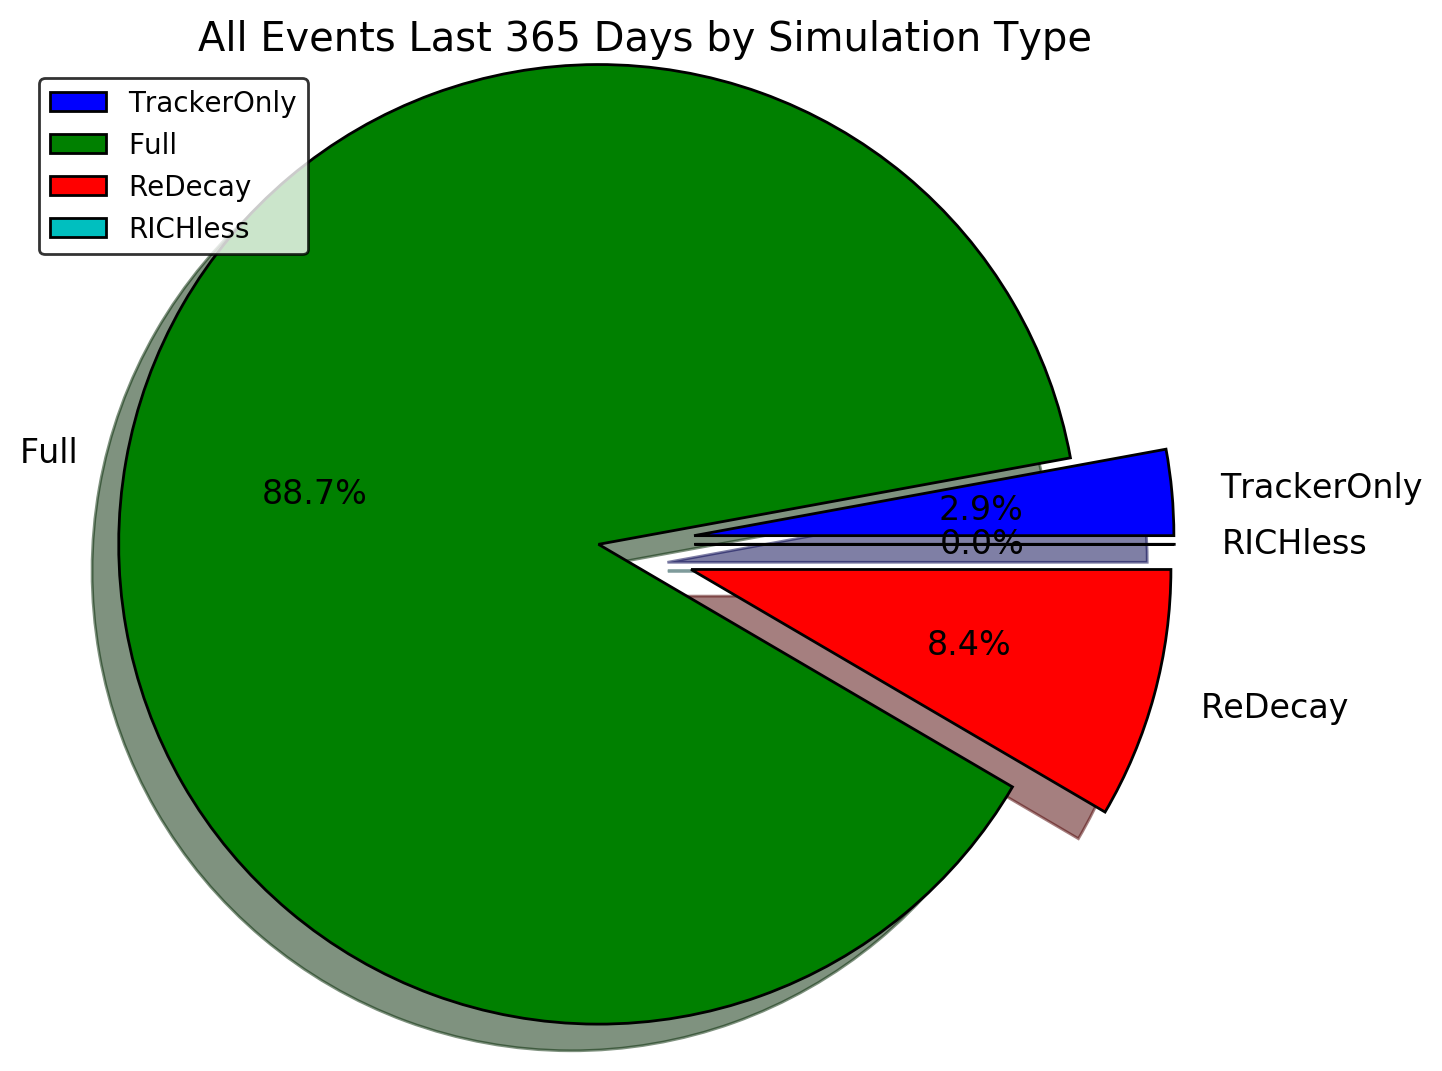 All Events Last 365 Days by Simulation Type
TrackerOnly
Full
ReDecay
RICHless
Full
88.7%
TrackerOnly
2.9%
RICHless
0.0%
8.4%
ReDecay